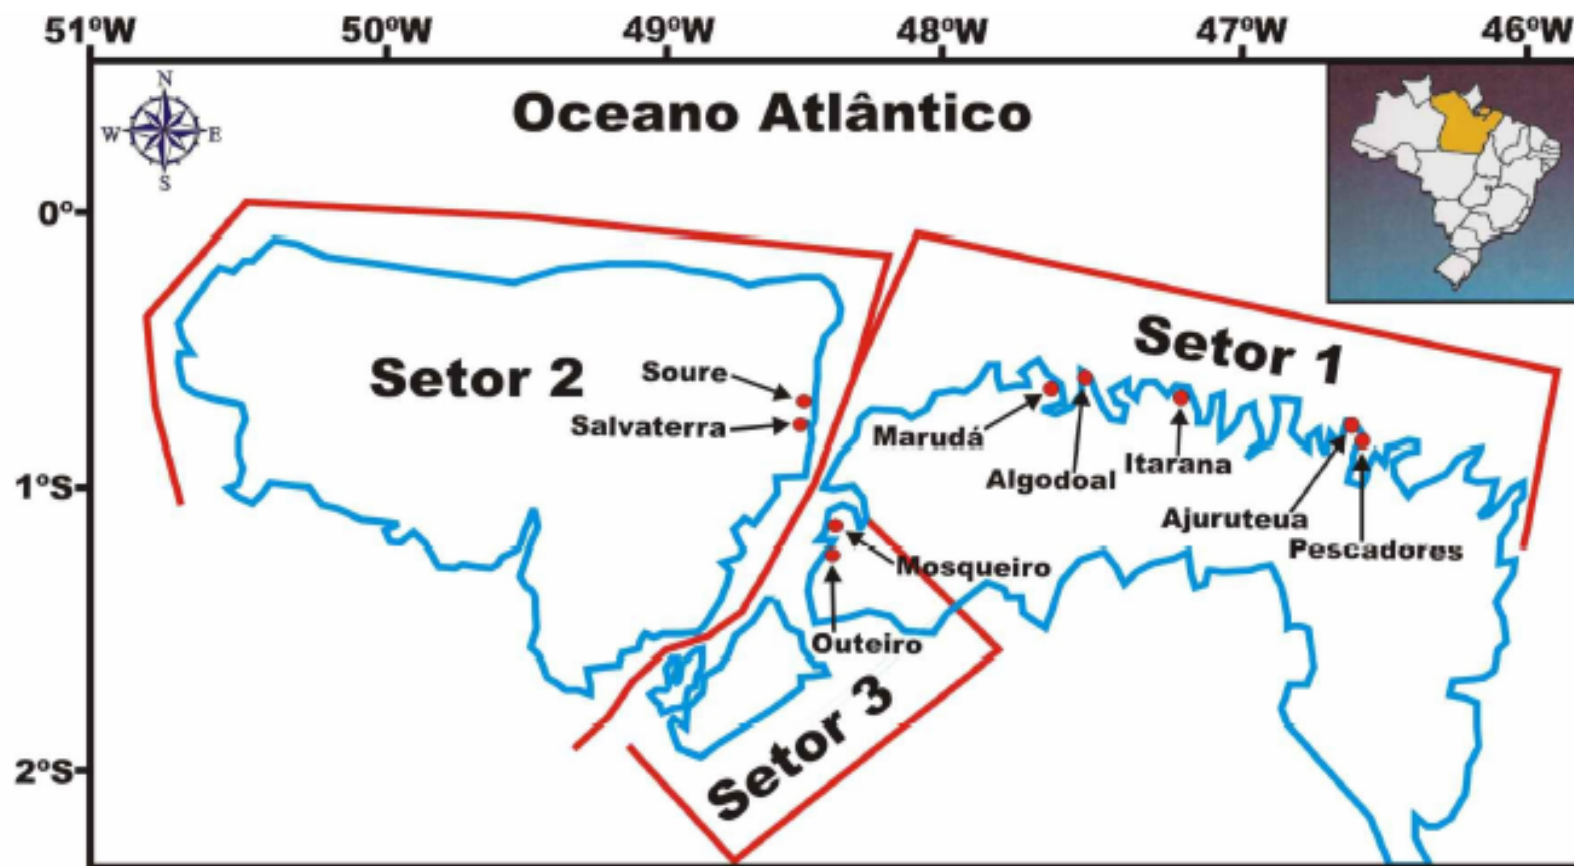 51ºW 50ºW 49ºW 48ºW 47ºW 46ºW
N
W E
S
Oceano Atlântico
0º
Setor 1
Setor 2
Soure
Salvaterra
Marudá
Algodoal
Itarana
Ajuruteua
Pescadores
1ºS
Mosqueiro
Outeiro
Setor 3
2ºS